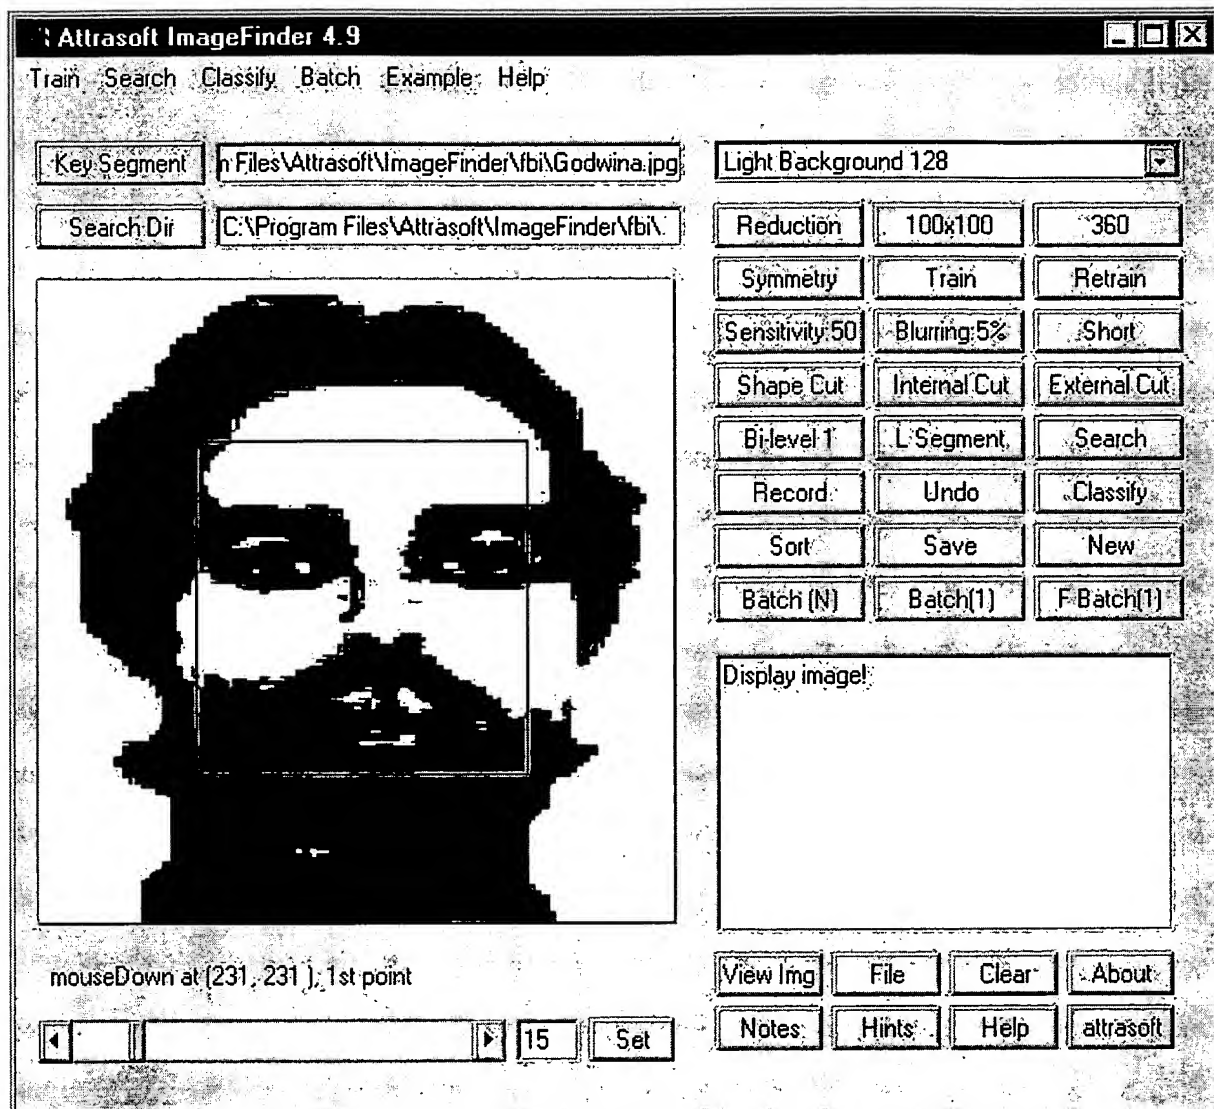 Attrasoft ImageFinder 4.9
Train Search Classify Batch Example Help
Key Segment n Files\Attrasoft\ImageFinder\fbi\Godwina.jpg
Light Background 128
Search Dir C:\Program Files\Attrasoft\ImageFinder\fbi\.
Reduction 100x100 360
Symmetry Train Retrain
Sensitivity:50 Blurring:5% Short
Shape Cut Internal Cut External Cut
Bi-level 1 L Segment Search
Record Undo Classify
Sort Save New
Batch (N) Batch(1) F Batch(1)
Display image!
mouseDown at (231, 231 ), 1st point
View Img File Clear About
15 Set
Notes Hints Help attrasoft